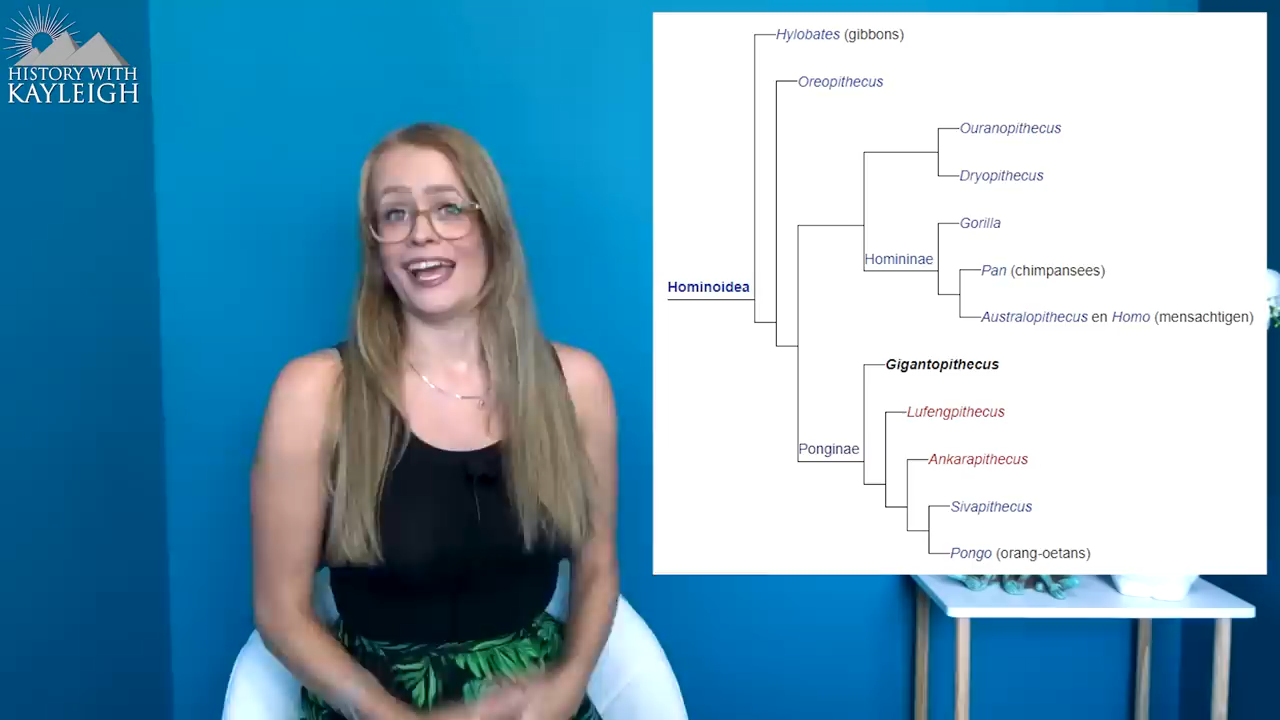 HISTORY WITH
KAYLEIGH
Hylobates (gibbons)
Oreopithecus
Ouranopithecus
Dryopithecus
Gorilla
Homininae
Pan (chimpansees)
Hominoidea
Australopithecus en Homo (mensachtigen)
Gigantopithecus
Lufengpithecus
Ponginae
Ankarapithecus
Sivapithecus
Pongo (orang-oetans)